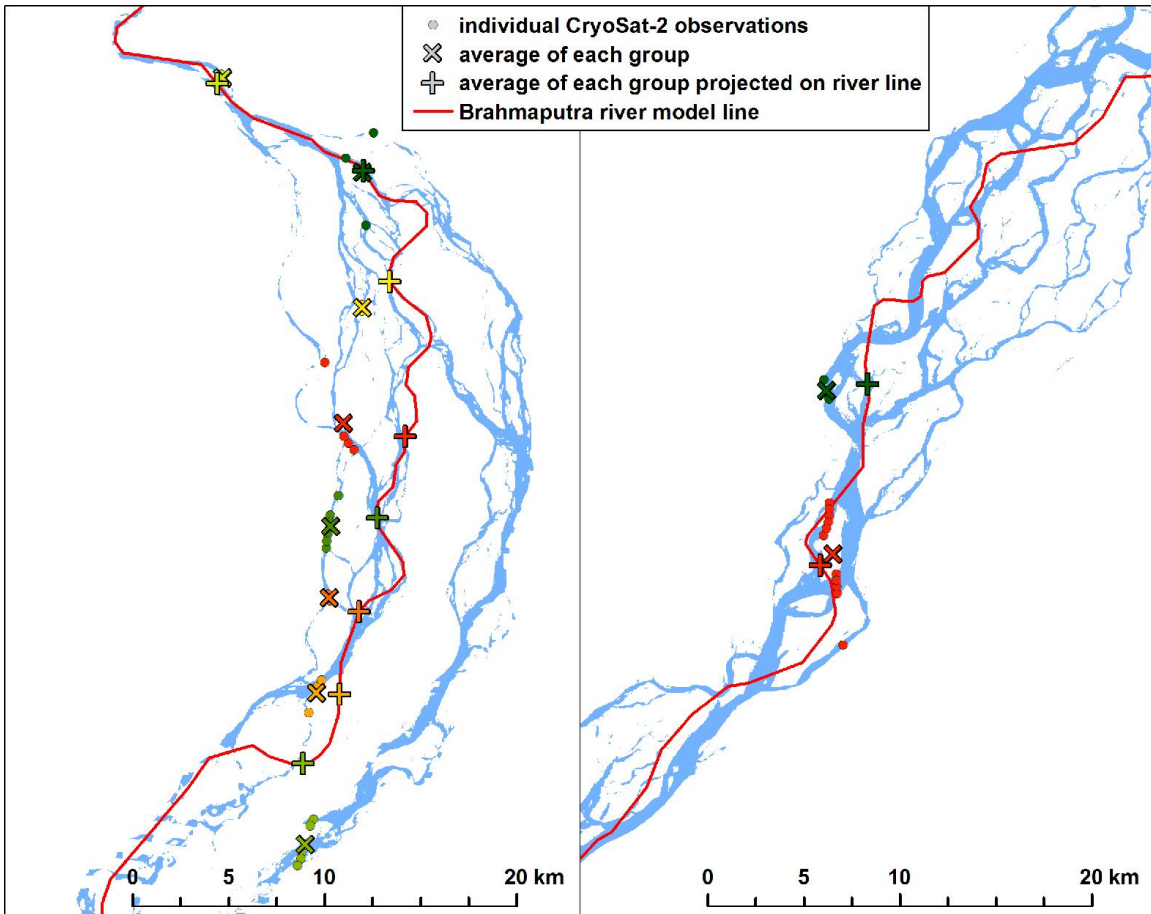 individual CryoSat-2 observations
average of each group
average of each group projected on river line
Brahmaputra river model line
0 5 10 20 km
0 5 10 20 km